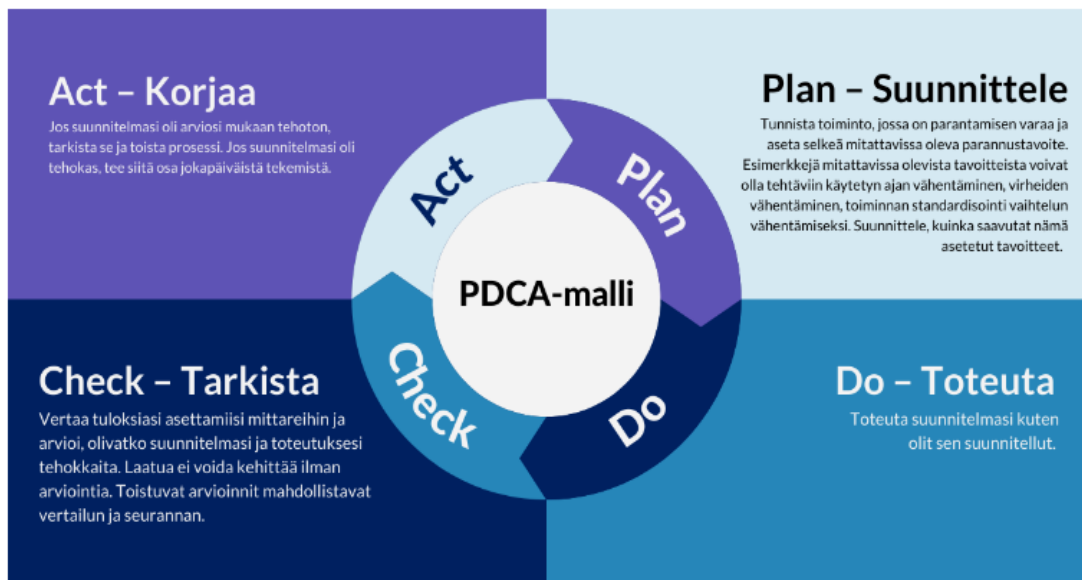 Act – Korjaa
Jos suunnitelmasi oli arviosi mukaan tehoton,
tarkista se ja toista prosessi. Jos suunnitelmasi oli
tehokas, tee siitä osa jokapäiväistä tekemistä.
Plan – Suunnittele
Tunnista toiminto, jossa on parantamisen varaa ja
aseta selkeä mitattavissa oleva parannustavoite.
Esimerkkejä mitattavissa olevista tavoitteista voivat
olla tehtäviin käytetyn ajan vähentäminen, virheiden
vähentäminen, toiminnan standardisointi vaihtelun
vähentämiseksi. Suunnittele, kuinka saavutat nämä
asetetut tavoitteet.
Act
Plan
PDCA-malli
Check
Do
Check – Tarkista
Vertaa tuloksiasi asettamiisi mittareihin ja
arvioi, olivatko suunnitelmasi ja toteutuksesi
tehokkaita. Laatua ei voida kehittää ilman
arviointia. Toistuvat arvioinnit mahdollistavat
vertailun ja seurannan.
Do – Toteuta
Toteuta suunnitelmasi kuten
olit sen suunnitellut.